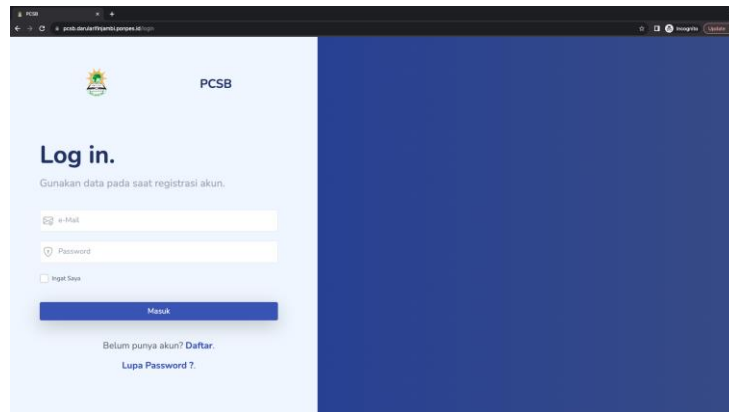 PCSB
pcsb.darularifinjambi.ponpes.id/login
Incognito
Update
PCSB
Log in.
Gunakan data pada saat registrasi akun.
e-Mail
Password
Ingat Saya
Masuk
Belum punya akun? Daftar.
Lupa Password ?.